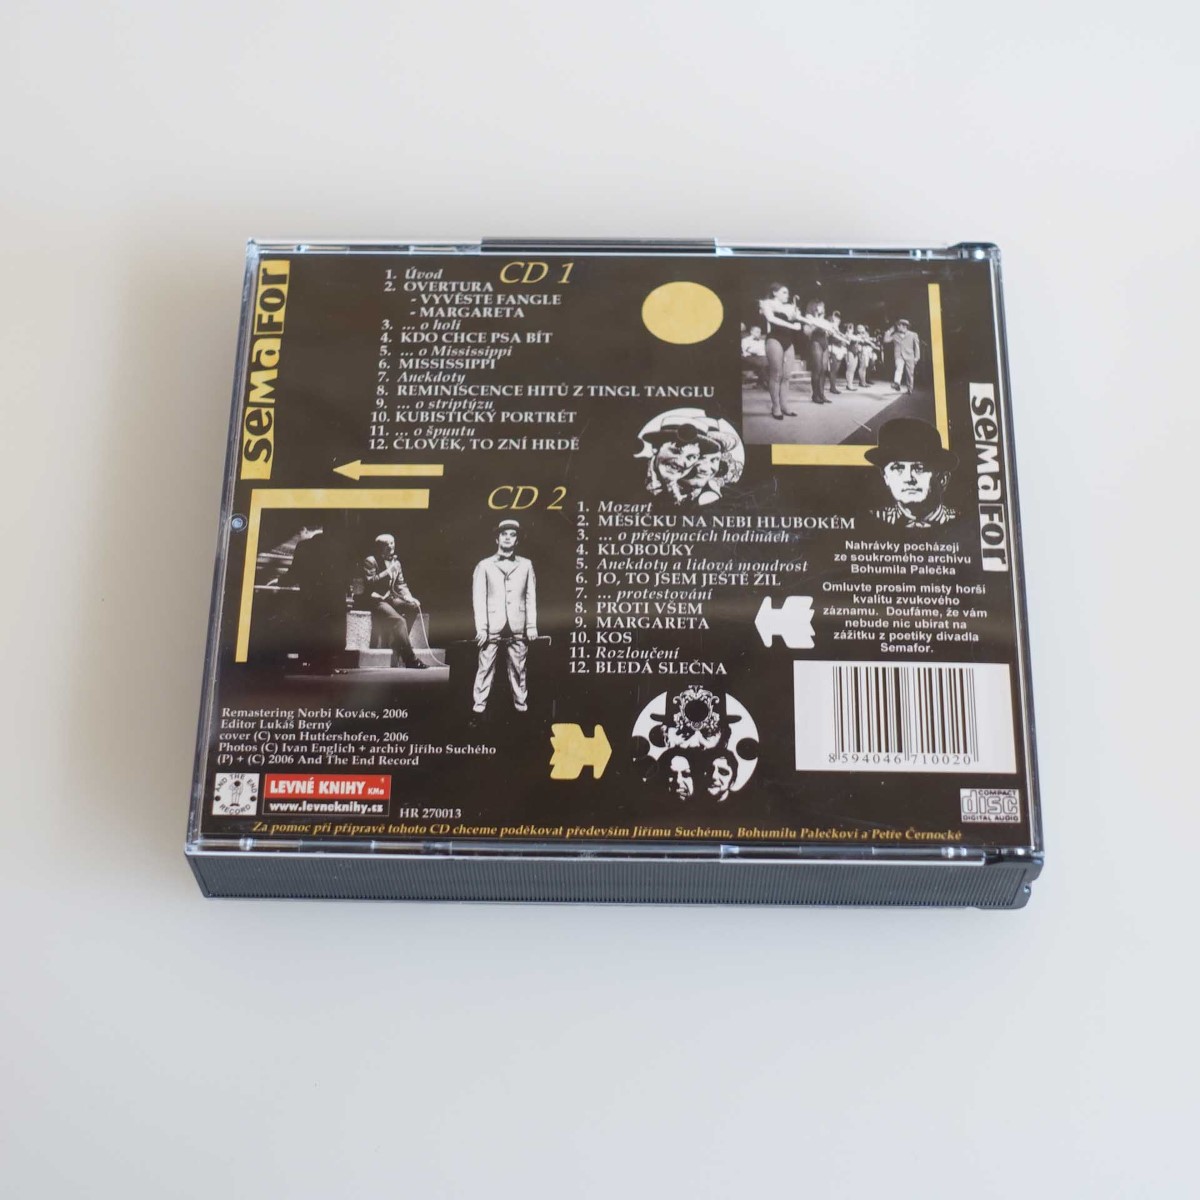 semaFor
CD 1
1. Úvod
2. OVERTURA
- VYVĚSTE FANGLE
- MARGARETA
3. ... o holi
4. KDO CHCE PSA BÍT
5. ... o Mississippi
6. MISSISSIPPI
7. Anekdoty
8. REMINISCENCE HITŮ Z TINGL TANGLU
9. ... o striptýzu
10. KUBISTICKÝ PORTRÉT
11. ... o špuntu
12. ČLOVĚK, TO ZNÍ HRDĚ
semaFor
CD 2
1. Mozart
2. MĚSÍČKU NA NEBI HLUBOKÉM
3. ... o přesýpacích hodinách
4. KLOBOUKY
5. Anekdoty a lidová moudrost
6. JO, TO JSEM JEŠTĚ ŽIL
7. ... protestování
8. PROTI VŠEM
9. MARGARETA
10. KOS
11. Rozloučení
12. BLEDÁ SLEČNA
Nahrávky pocházejí
ze soukromého archivu
Bohumila Palečka
Omluvte prosím místy horší
kvalitu zvukového
záznamu. Doufáme, že vám
nebude nic ubírat na
zážitku z poetiky divadla
Semafor.
8 594046 710020
Remastering Norbi Kovács, 2006
Editor Lukáš Berný
cover (C) von Huttershofen, 2006
Photos (C) Ivan Englich + archiv Jiřího Suchého
(P) + (C) 2006 And The End Record
AND THE END
RECORD
LEVNÉ KNIHY KMa
www.levneknihy.cz
HR 270013
COMPACT
disc
DIGITAL AUDIO
Za pomoc při přípravě tohoto CD chceme poděkovat především Jiřímu Suchému, Bohumilu Palečkovi a Petře Černocké